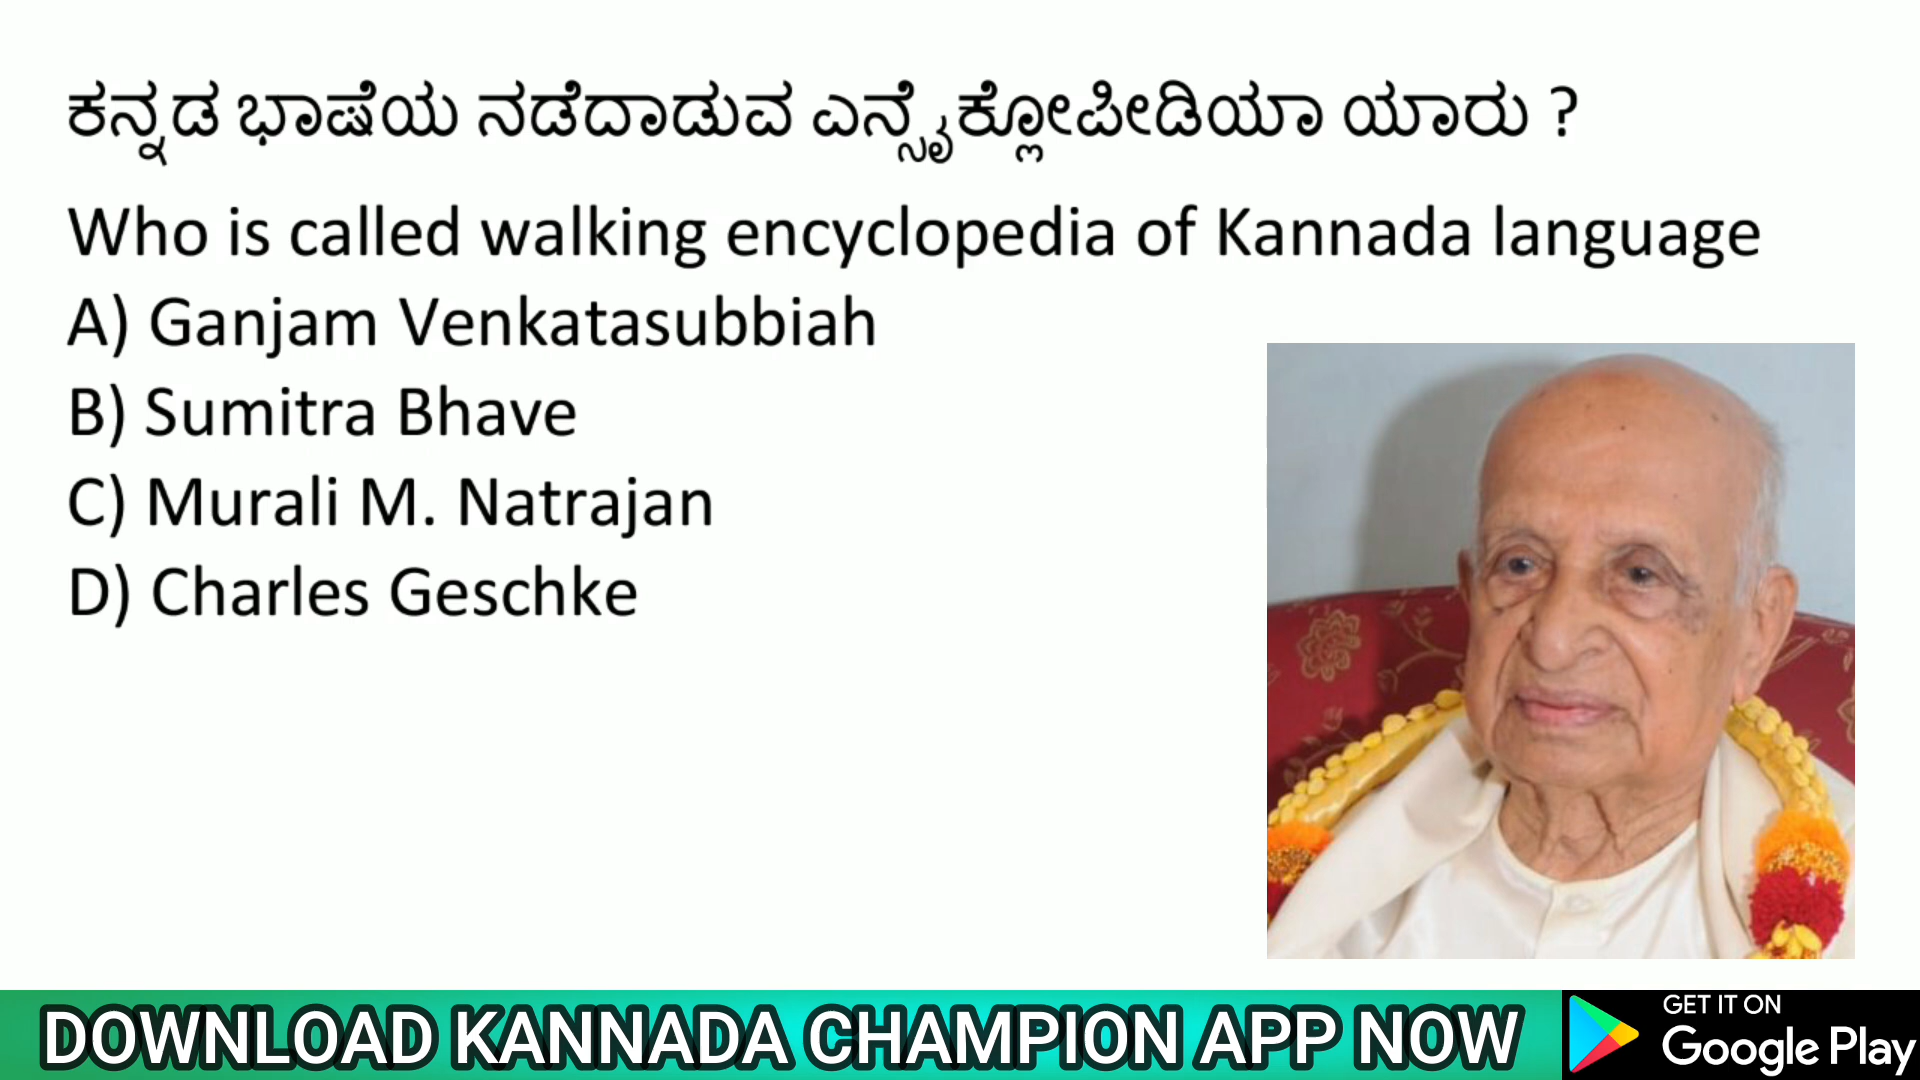 ಕನ್ನಡ ಭಾಷೆಯ ನಡೆದಾಡುವ ಎನ್ಸೈಕ್ಲೋಪೀಡಿಯಾ ಯಾರು ?
Who is called walking encyclopedia of Kannada language
A) Ganjam Venkatasubbiah
B) Sumitra Bhave
C) Murali M. Natrajan
D) Charles Geschke
DOWNLOAD KANNADA CHAMPION APP NOW
GET IT ON
Google Play